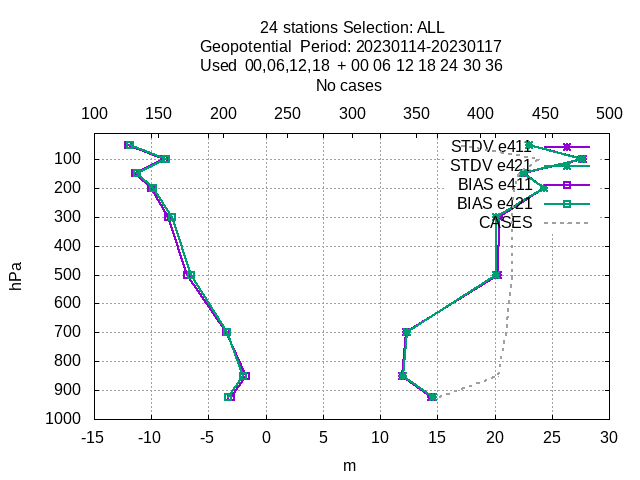 24 stations Selection: ALL
Geopotential  Period: 20230114-20230117
Used  00,06,12,18  + 00 06 12 18 24 30 36
No cases
100 150 200 250 300 350 400 450 500
STDV e411
STDV e421
BIAS e411
BIAS e421
CASES
100
200
300
400
500
600
700
800
900
1000
hPa
-15 -10 -5 0 5 10 15 20 25 30
m